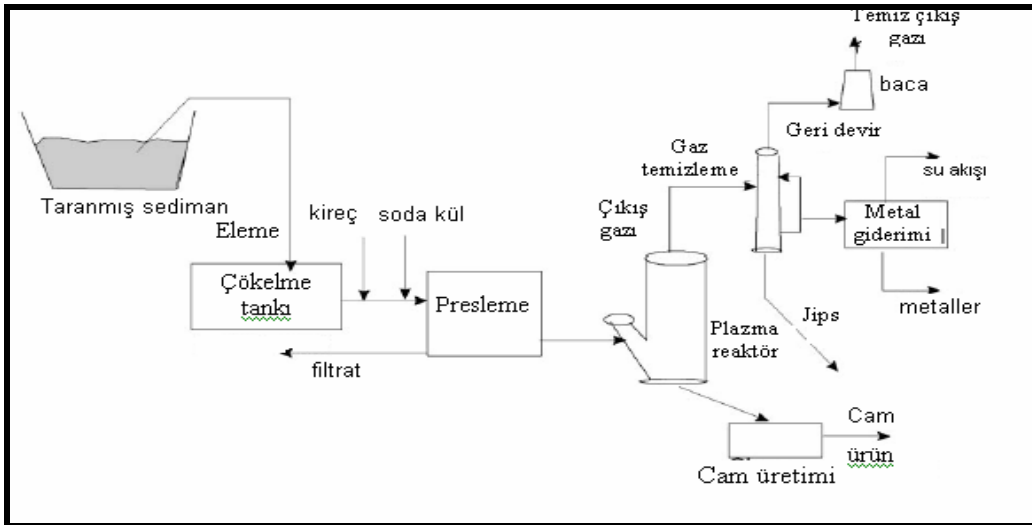 Temiz çıkış
gazı
baca
Geri devir
Gaz
temizleme
su akışı
Taranmış sediman
kireç
soda kül
Çıkış
gazı
Metal
giderimi
Eleme
Çökelme
tankı
Presleme
metaller
Jips
Plazma
reaktör
filtrat
Cam
ürün
Cam üretimi